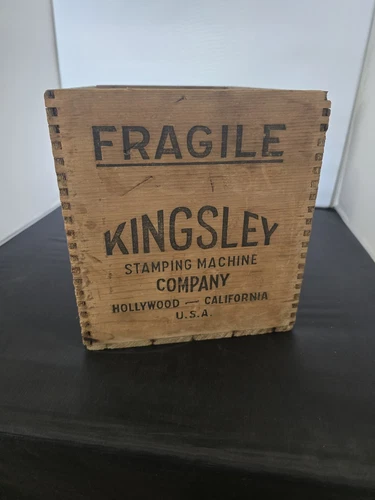 FRAGILE
KINGSLEY
STAMPING MACHINE
COMPANY
HOLLYWOOD — CALIFORNIA
U.S.A.